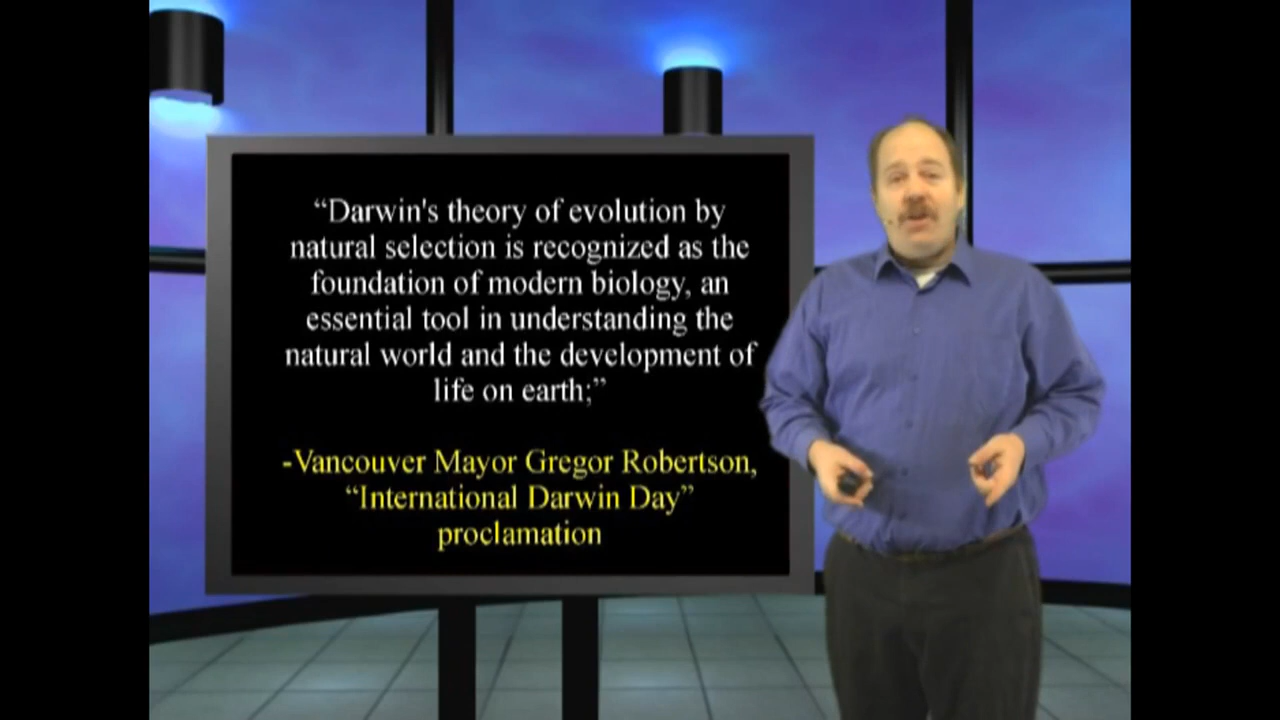 “Darwin's theory of evolution by
natural selection is recognized as the
foundation of modern biology, an
essential tool in understanding the
natural world and the development of
life on earth;”
-Vancouver Mayor Gregor Robertson,
“International Darwin Day”
proclamation